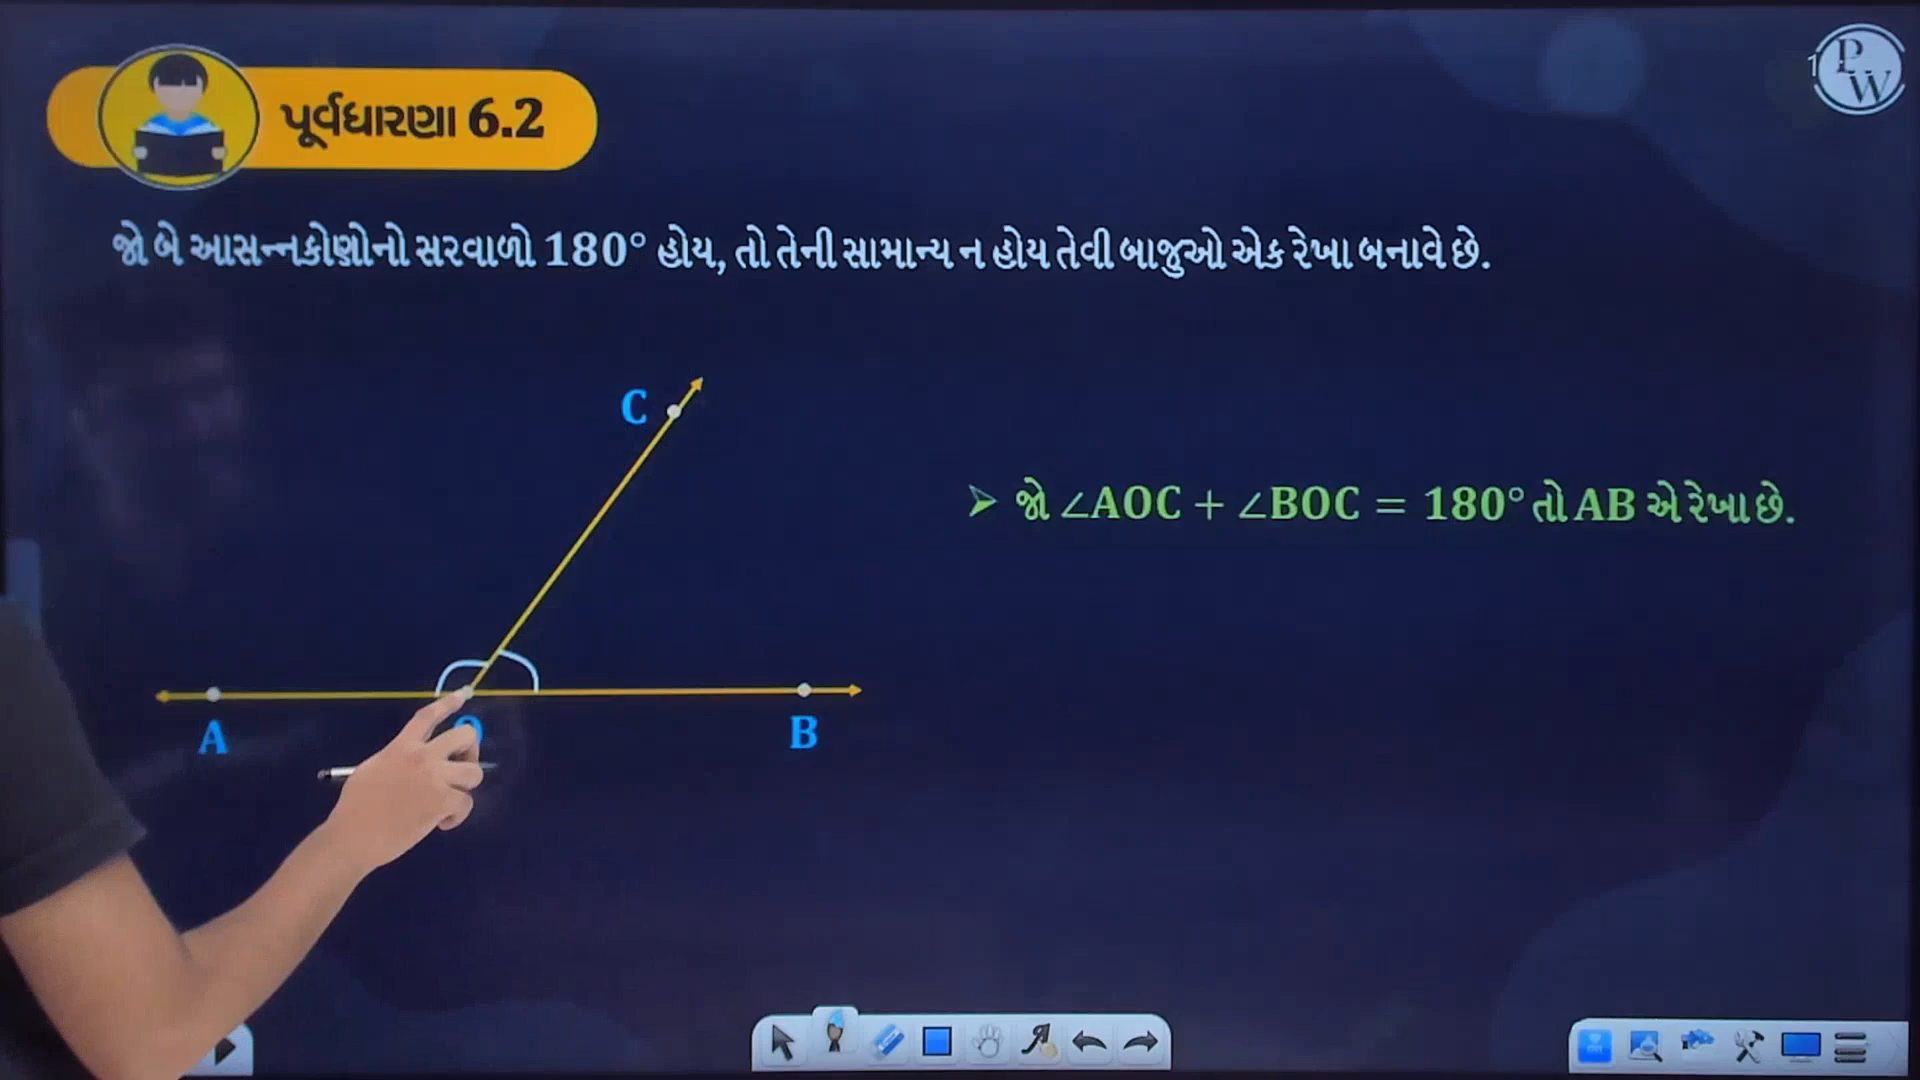 પૂર્વધારણા 6.2
PW
જો બે આસન્નકોણોનો સરવાળો 180° હોય, તો તેની સામાન્ય ન હોય તેવી બાજુઓ એક રેખા બનાવે છે.
C
➤ જો ∠AOC + ∠BOC = 180° તો AB એ રેખા છે.
A
B